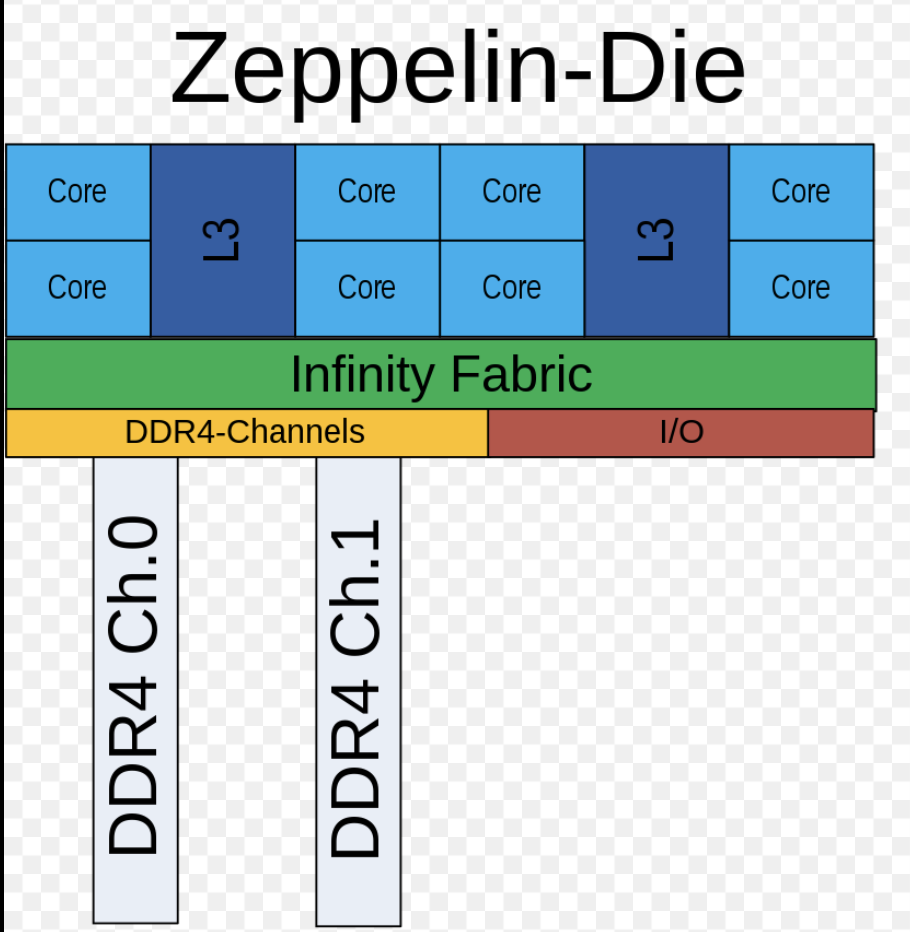 Zeppelin-Die
Core
L3
Core
Core
L3
Core
Core
Core
Core
Core
Infinity Fabric
DDR4-Channels
I/O
DDR4 Ch.0
DDR4 Ch.1